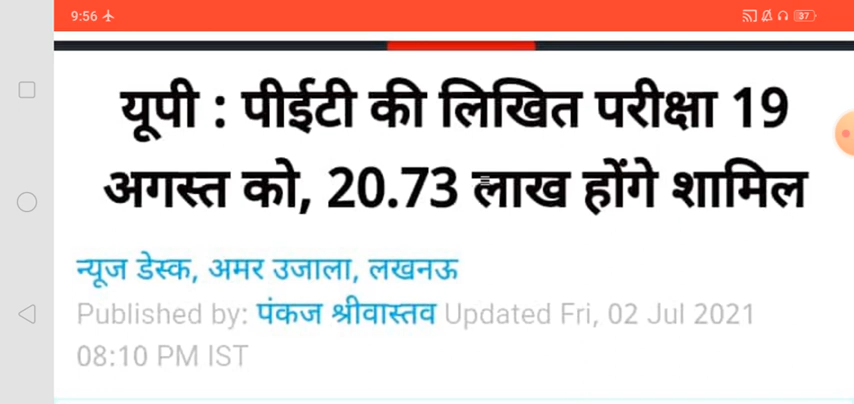 9:56
37
यूपी : पीईटी की लिखित परीक्षा 19
अगस्त को, 20.73 लाख होंगे शामिल
न्यूज डेस्क, अमर उजाला, लखनऊ
Published by: पंकज श्रीवास्तव Updated Fri, 02 Jul 2021
08:10 PM IST